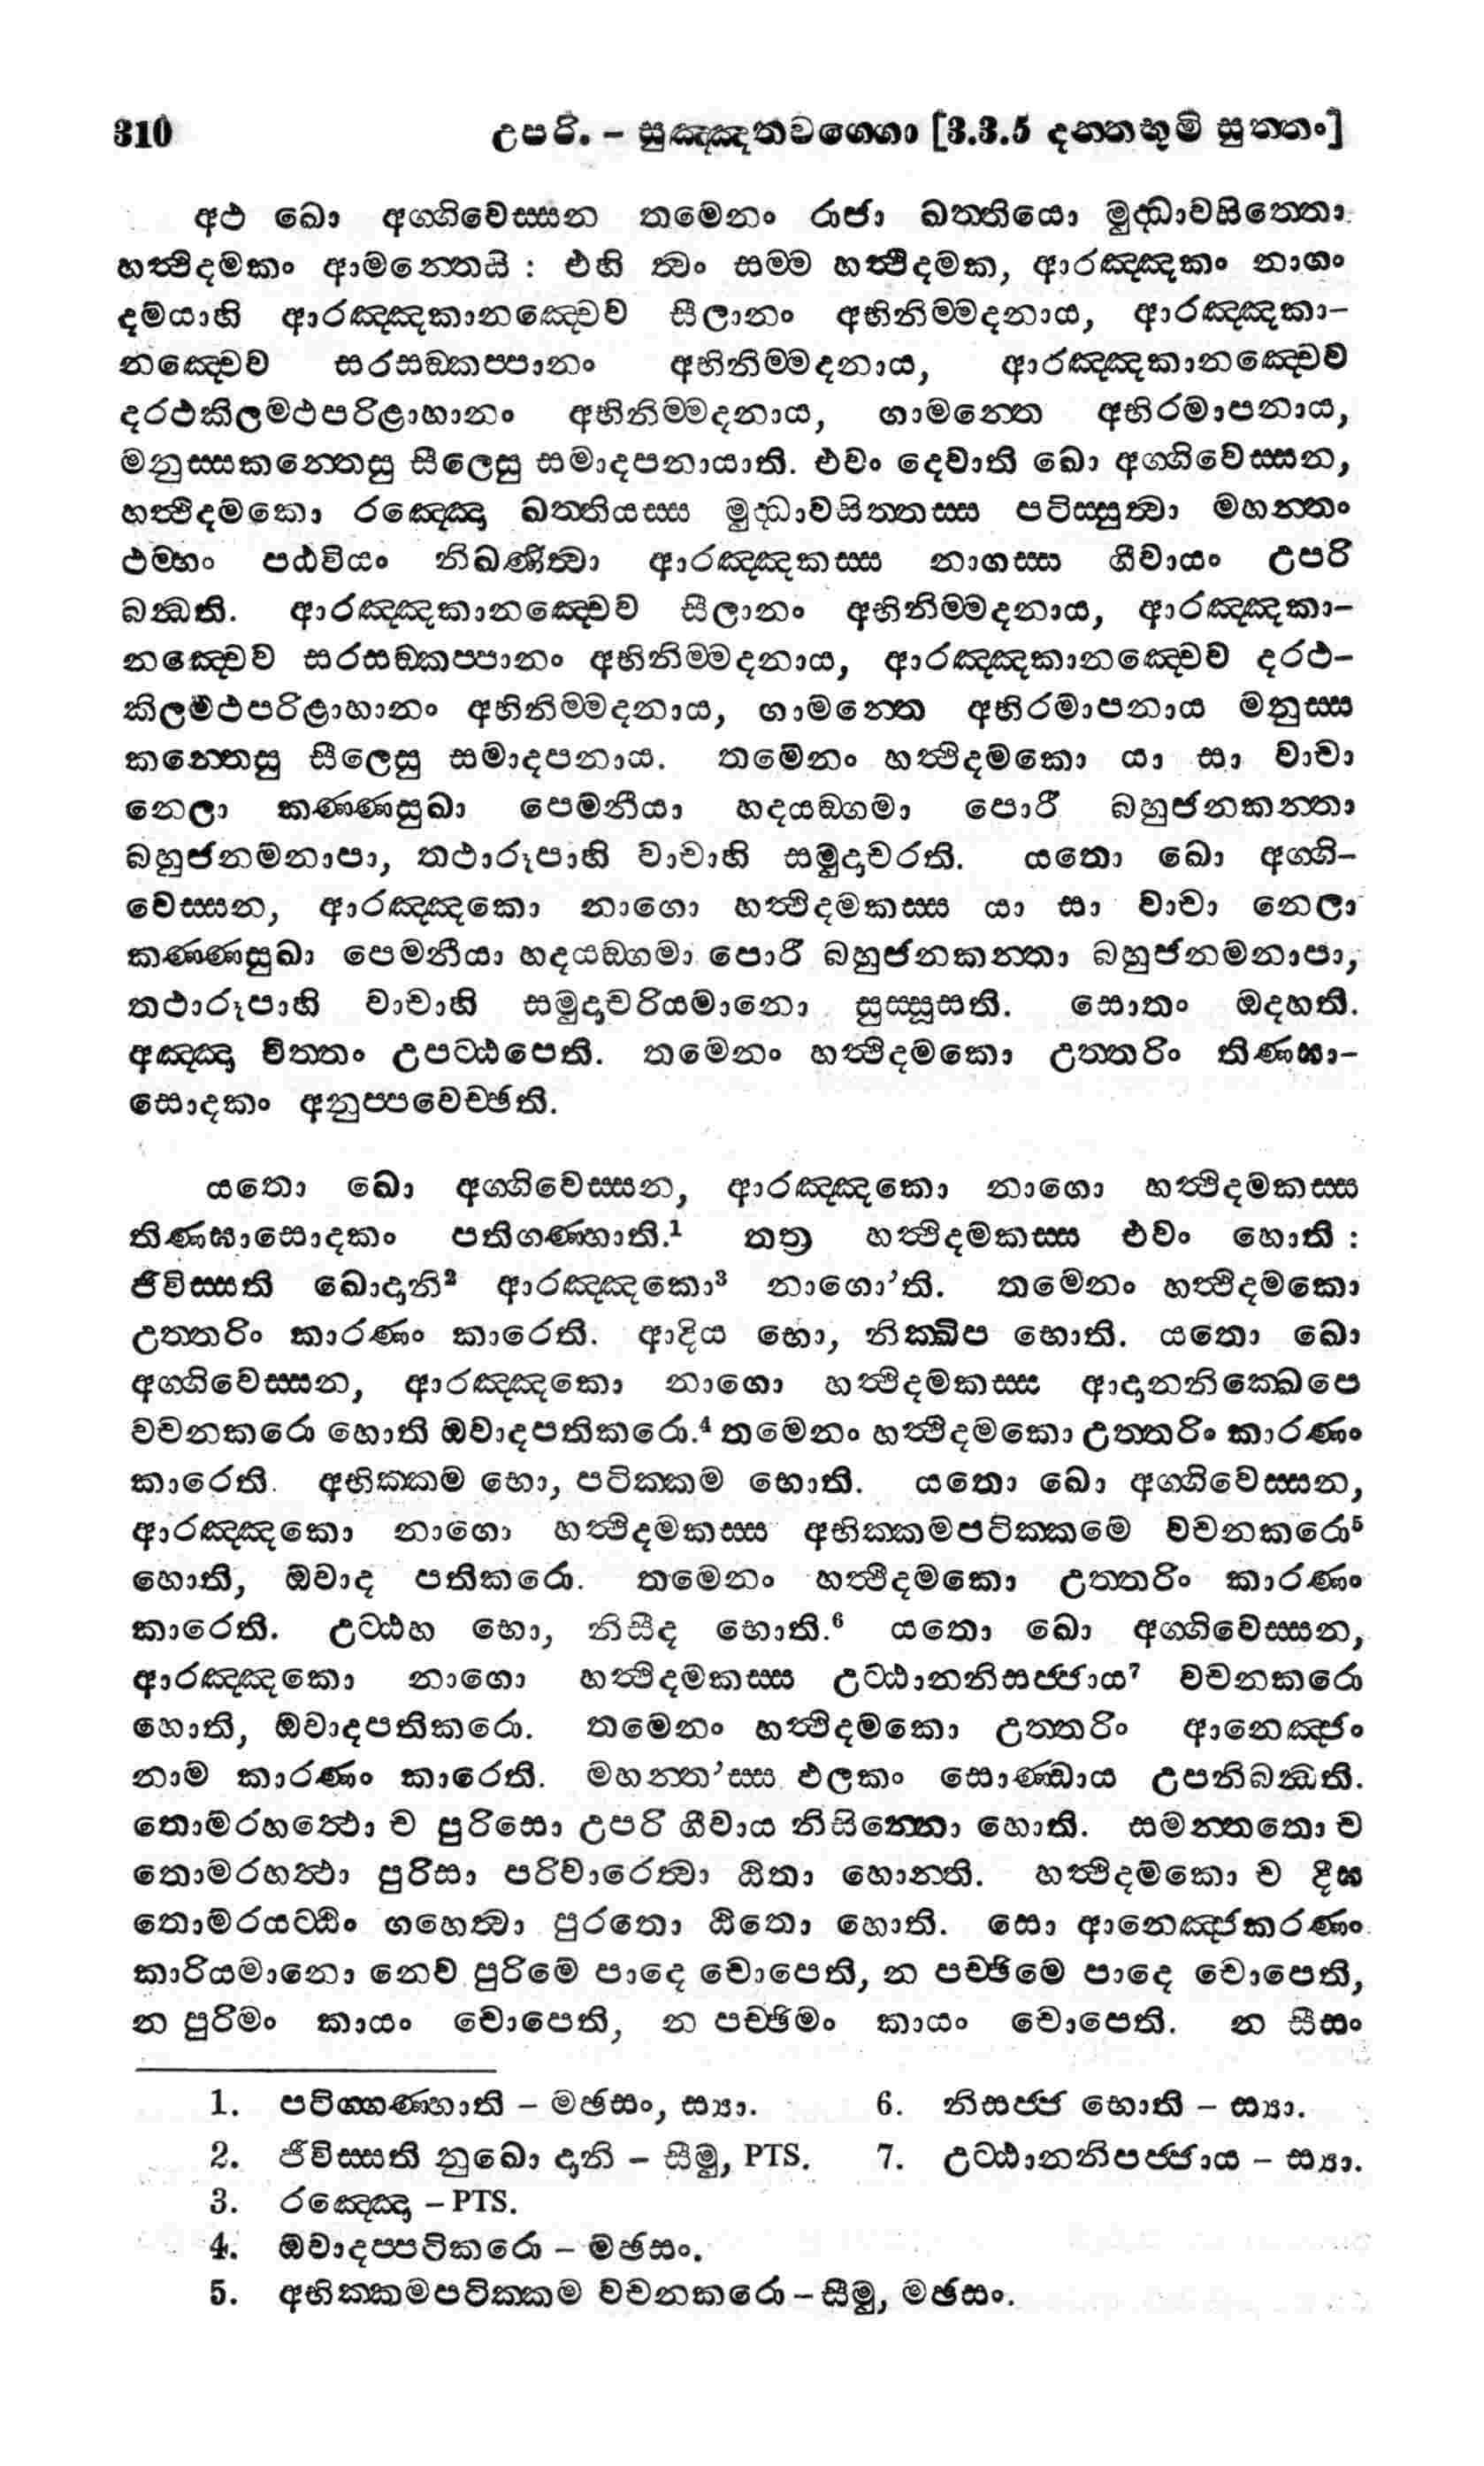 310 උපරි. – සුඤ්ඤතවග්ගො [3.3.5 දන්තභූමි සුත්තං]
අථ ඛො අග්ගිවෙස්සන තමෙනං රාජා ඛත්තියො මුද්ධාවසිත්තො
හත්ථිදමකං ආමන්තෙසි : එහි ත්වං සම්ම හත්ථිදමක, ආරඤ්ඤකං නාගං
දම්යාහි ආරඤ්ඤකානඤ්චෙව සීලානං අභිනිම්මදනාය, ආරඤ්ඤකා–
නඤ්චෙව සරසඞ්කප්පානං අභිනිම්මදනාය, ආරඤ්ඤකානඤ්චෙව
දරථකිලමථපරිළාහානං අභිනිම්මදනාය, ගාමන්තෙ අභිරමාපනාය,
මනුස්සකන්තෙසු සීලෙසු සමාදපනායාති. එවං දෙවාති ඛො අග්ගිවෙස්සන,
හත්ථිදමකො රඤ්ඤො ඛත්තියස්ස මුද්ධාවසිත්තස්ස පටිස්සුත්වා මහන්තං
ථම්භං පඨවියං නිඛණිත්වා ආරඤ්ඤකස්ස නාගස්ස ගීවායං උපරි
බන්ධති. ආරඤ්ඤකානඤ්චෙව සීලානං අභිනිම්මදනාය, ආරඤ්ඤකා–
නඤ්චෙව සරසඞ්කප්පානං අභිනිම්මදනාය, ආරඤ්ඤකානඤ්චෙව දරථ–
කිලමථපරිළාහානං අභිනිම්මදනාය, ගාමන්තෙ අභිරමාපනාය මනුස්ස
කන්තෙසු සීලෙසු සමාදපනාය. තමෙනං හත්ථිදමකො යා සා වාචා
නෙලා කණ්ණසුඛා පෙමනීයා හදයඞ්ගමා පොරී බහුජනකන්තා
බහුජනමනාපා, තථාරූපාහි වාචාහි සමුදාචරති. යතො ඛො අග්ගි–
වෙස්සන, ආරඤ්ඤකො නාගො හත්ථිදමකස්ස යා සා වාචා නෙලා
කණ්ණසුඛා පෙමනීයා හදයඞ්ගමා පොරී බහුජනකන්තා බහුජනමනාපා,
තථාරූපාහි වාචාහි සමුදාචරියමානො සුස්සූසති. සොතං ඔදහති.
අඤ්ඤා චිත්තං උපට්ඨපෙති. තමෙනං හත්ථිදමකො උත්තරිං තිණඝා–
සොදකං අනුප්පවෙච්ඡති.
යතො ඛො අග්ගිවෙස්සන, ආරඤ්ඤකො නාගො හත්ථිදමකස්ස
තිණඝාසොදකං පතිගණ්හාති.¹ තත්‍ර හත්ථිදමකස්ස එවං හොති :
ජීවිස්සති ඛොදානි² ආරඤ්ඤකො³ නාගො’ති. තමෙනං හත්ථිදමකො
උත්තරිං කාරණං කාරෙති. ආදිය භො, නික්ඛිප භොති. යතො ඛො
අග්ගිවෙස්සන, ආරඤ්ඤකො නාගො හත්ථිදමකස්ස ආදානනික්ඛෙපෙ
වචනකරො හොති ඔවාදපතිකරො.⁴ තමෙනං හත්ථිදමකො උත්තරිං කාරණං
කාරෙති. අභික්කම භො, පටික්කම භොති. යතො ඛො අග්ගිවෙස්සන,
ආරඤ්ඤකො නාගො හත්ථිදමකස්ස අභික්කමපටික්කමෙ වචනකරො⁵
හොති, ඔවාද පතිකරො. තමෙනං හත්ථිදමකො උත්තරිං කාරණං
කාරෙති. උට්ඨහ භො, නිසීද භොති.⁶ යතො ඛො අග්ගිවෙස්සන,
ආරඤ්ඤකො නාගො හත්ථිදමකස්ස උට්ඨානනිසජ්ජාය⁷ වචනකරො
හොති, ඔවාදපතිකරො. තමෙනං හත්ථිදමකො උත්තරිං ආනෙඤ්ජං
නාම කාරණං කාරෙති. මහන්ත’ස්ස ඵලකං සොණ්ඩාය උපනිබන්ධති.
තොමරහත්ථො ච පුරිසො උපරි ගීවාය නිසින්නො හොති. සමන්තතො ච
තොමරහත්ථා පුරිසා පරිවාරෙත්වා ඨිතා හොන්ති. හත්ථිදමකො ච දීඝ
තොමරයට්ඨිං ගහෙත්වා පුරතො ඨිතො හොති. සො ආනෙඤ්ජකරණං
කාරියමානො නෙව පුරිමෙ පාදෙ චොපෙති, න පච්ඡිමෙ පාදෙ චොපෙති,
න පුරිමං කායං චොපෙති, න පච්ඡිමං කායං චොපෙති. න සීසං
1. පටිග්ගණ්හාති – මඡසං, ස්‍යා.
2. ජීවිස්සති නුඛො දානි – සීමු, PTS.
3. රඤ්ඤො – PTS.
4. ඔවාදප්පටිකරො – මඡසං.
5. අභික්කමපටික්කම වචනකරො – සීමු, මඡසං.
6. නිසජ්ජ භොති – ස්‍යා.
7. උට්ඨානනිපජ්ජාය – ස්‍යා.